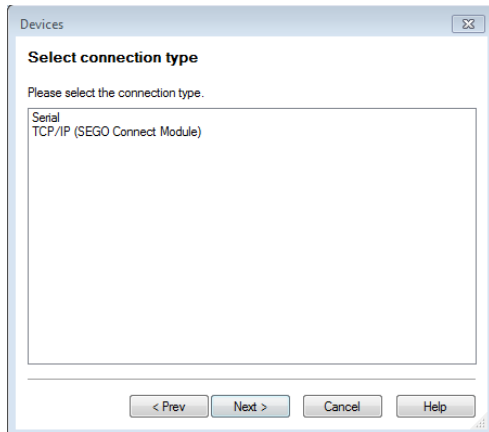 Devices
Select connection type
Please select the connection type.
Serial
TCP/IP (SEGO Connect Module)
< Prev
Next >
Cancel
Help